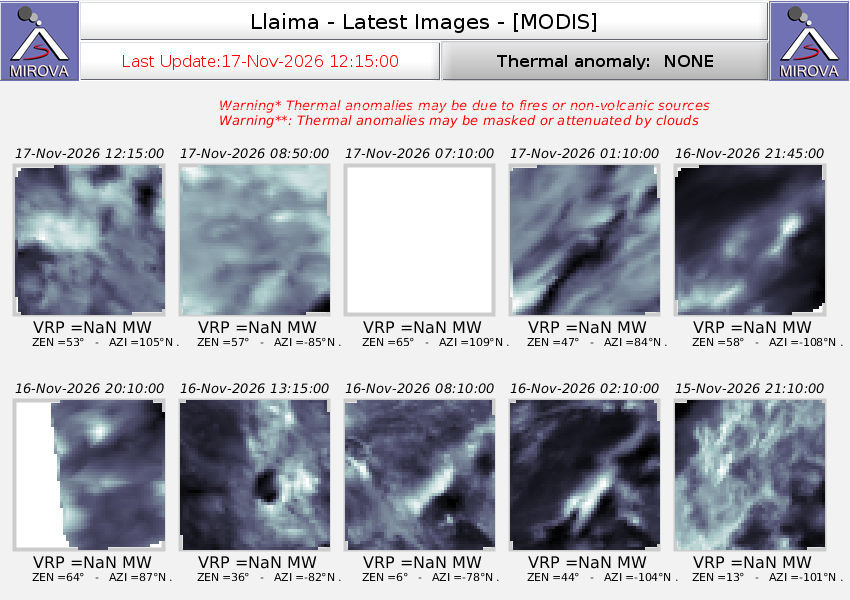 Llaima - Latest Images - [MODIS]
MIROVA
Last Update:17-Nov-2026 12:15:00
Thermal anomaly: NONE
MIROVA
Warning* Thermal anomalies may be due to fires or non-volcanic sources
Warning**: Thermal anomalies may be masked or attenuated by clouds
17-Nov-2026 12:15:00 17-Nov-2026 08:50:00 17-Nov-2026 07:10:00 17-Nov-2026 01:10:00 16-Nov-2026 21:45:00
VRP =NaN MW VRP =NaN MW VRP =NaN MW VRP =NaN MW VRP =NaN MW
ZEN =53° - AZI =105°N . ZEN =57° - AZI =-85°N . ZEN =65° - AZI =109°N . ZEN =47° - AZI =84°N . ZEN =58° - AZI =-108°N .
16-Nov-2026 20:10:00 16-Nov-2026 13:15:00 16-Nov-2026 08:10:00 16-Nov-2026 02:10:00 15-Nov-2026 21:10:00
VRP =NaN MW VRP =NaN MW VRP =NaN MW VRP =NaN MW VRP =NaN MW
ZEN =64° - AZI =87°N . ZEN =36° - AZI =-82°N . ZEN =6° - AZI =-78°N . ZEN =44° - AZI =-104°N . ZEN =13° - AZI =-101°N .